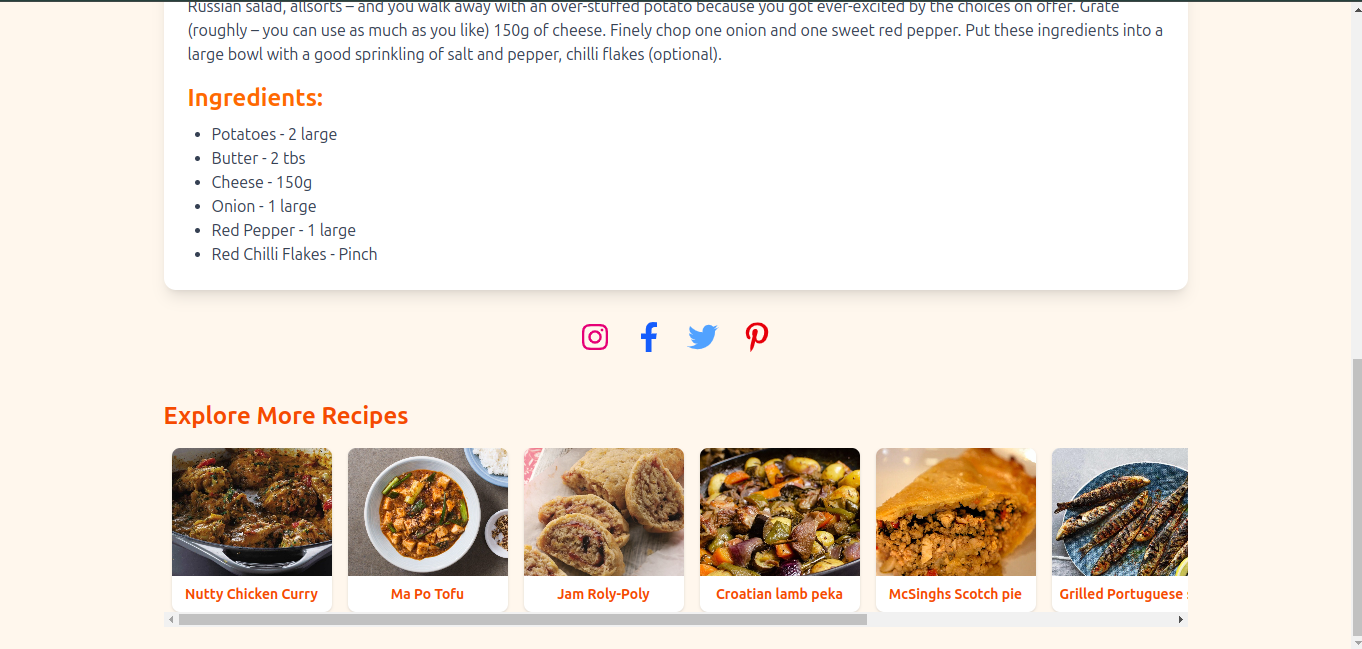 Russian salad, allsorts – and you walk away with an over-stuffed potato because you got ever-excited by the choices on offer. Grate
(roughly – you can use as much as you like) 150g of cheese. Finely chop one onion and one sweet red pepper. Put these ingredients into a
large bowl with a good sprinkling of salt and pepper, chilli flakes (optional).
Ingredients:
• Potatoes - 2 large
• Butter - 2 tbs
• Cheese - 150g
• Onion - 1 large
• Red Pepper - 1 large
• Red Chilli Flakes - Pinch
Explore More Recipes
Nutty Chicken Curry
Ma Po Tofu
Jam Roly-Poly
Croatian lamb peka
McSinghs Scotch pie
Grilled Portuguese